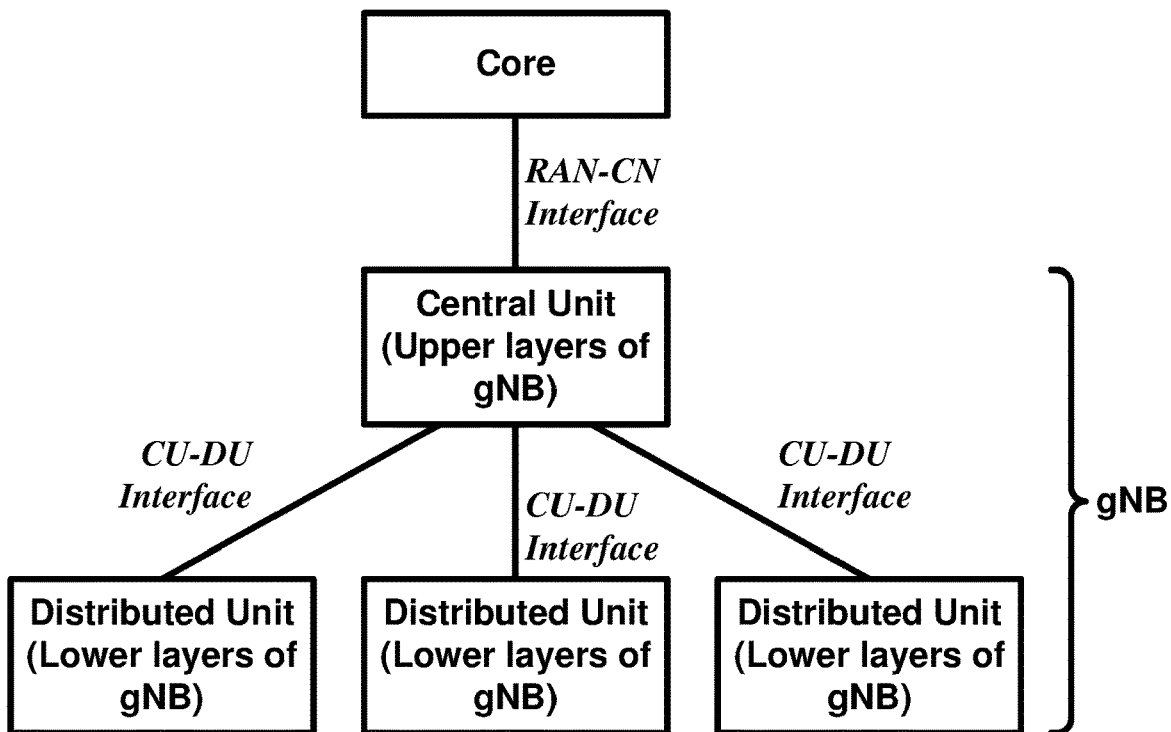 Core
RAN-CN
Interface
Central Unit
(Upper layers of
gNB)
CU-DU
Interface
CU-DU
Interface
CU-DU
Interface
gNB
Distributed Unit
(Lower layers of
gNB)
Distributed Unit
(Lower layers of
gNB)
Distributed Unit
(Lower layers of
gNB)